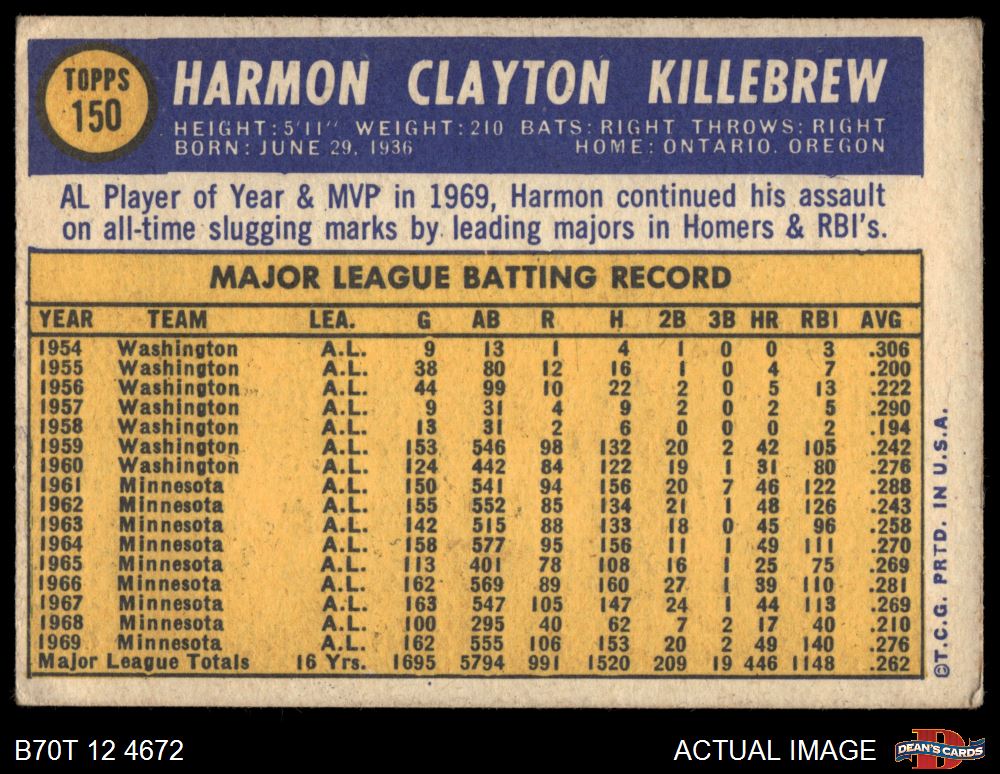 TOPPS
150
HARMON CLAYTON KILLEBREW
HEIGHT: 5'11" WEIGHT: 210 BATS: RIGHT THROWS: RIGHT
BORN: JUNE 29, 1936 HOME: ONTARIO, OREGON
AL Player of Year & MVP in 1969, Harmon continued his assault
on all-time slugging marks by leading majors in Homers & RBI's.
MAJOR LEAGUE BATTING RECORD
YEAR TEAM LEA. G AB R H 2B 3B HR RBI AVG
1954 Washington A.L. 9 13 1 4 1 0 0 3 .306
1955 Washington A.L. 38 80 12 16 1 0 4 7 .200
1956 Washington A.L. 44 99 10 22 2 0 5 13 .222
1957 Washington A.L. 9 31 4 9 2 0 2 5 .290
1958 Washington A.L. 13 31 2 6 0 0 0 2 .194
1959 Washington A.L. 153 546 98 132 20 2 42 105 .242
1960 Washington A.L. 124 442 84 122 19 1 31 80 .276
1961 Minnesota A.L. 150 541 94 156 20 7 46 122 .288
1962 Minnesota A.L. 155 552 85 134 21 1 48 126 .243
1963 Minnesota A.L. 142 515 88 133 18 0 45 96 .258
1964 Minnesota A.L. 158 577 95 156 11 1 49 111 .270
1965 Minnesota A.L. 113 401 78 108 16 1 25 75 .269
1966 Minnesota A.L. 162 569 89 160 27 1 39 110 .281
1967 Minnesota A.L. 163 547 105 147 24 1 44 113 .269
1968 Minnesota A.L. 100 295 40 62 7 2 17 40 .210
1969 Minnesota A.L. 162 555 106 153 20 2 49 140 .276
Major League Totals 16 Yrs. 1695 5794 991 1520 209 19 446 1148 .262
©T.C.G. PRTD. IN U.S.A.
B70T 12 4672
ACTUAL IMAGE
DEAN'S CARDS